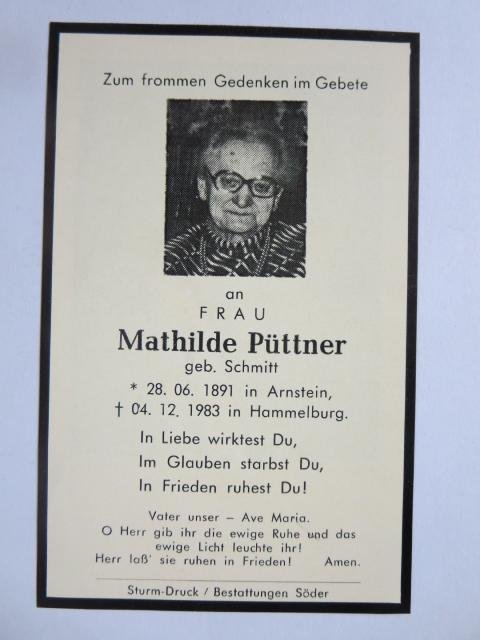 Zum frommen Gedenken im Gebete
an
FRAU
Mathilde Püttner
geb. Schmitt
* 28. 06. 1891 in Arnstein,
† 04. 12. 1983 in Hammelburg.
In Liebe wirktest Du,
Im Glauben starbst Du,
In Frieden ruhest Du!
Vater unser – Ave Maria.
O Herr gib ihr die ewige Ruhe und das
ewige Licht leuchte ihr!
Herr laß' sie ruhen in Frieden! Amen.
Sturm-Druck / Bestattungen Söder